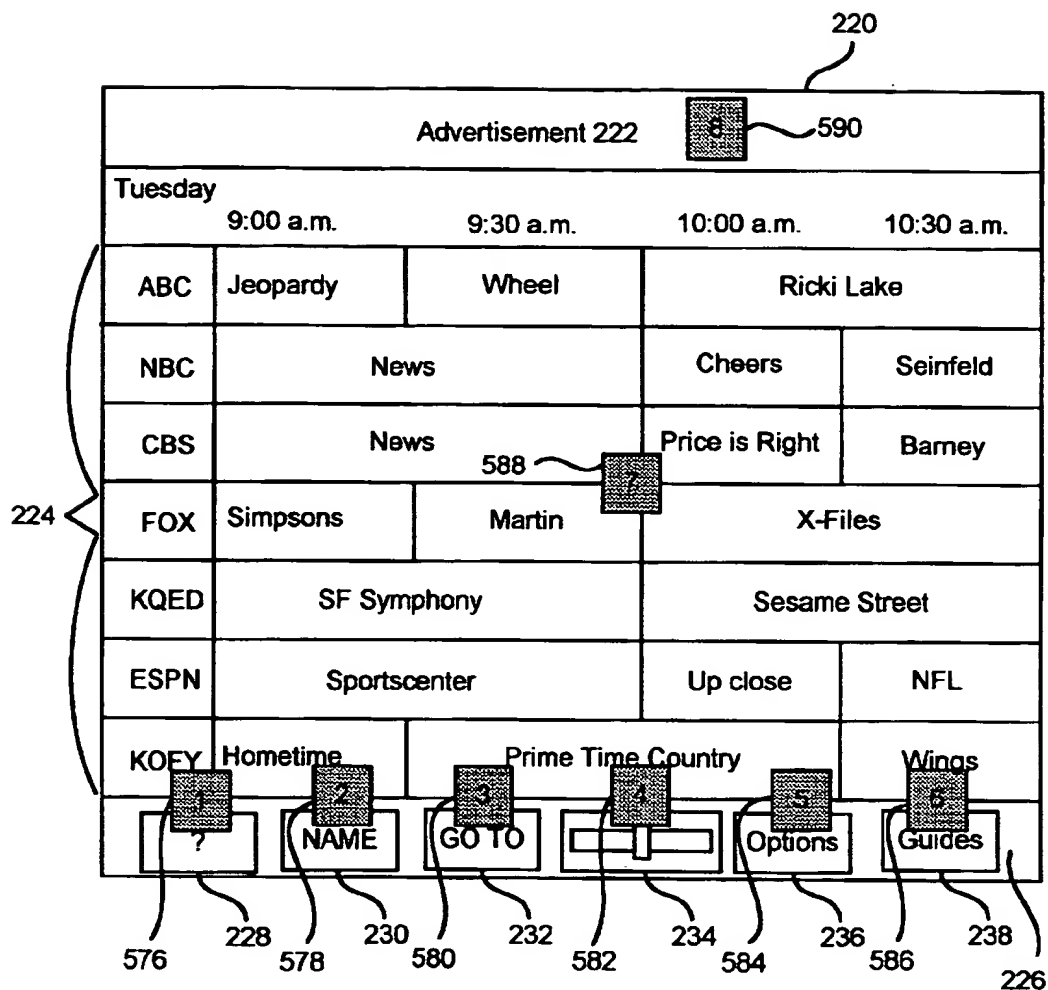 220
Advertisement 222 8 590
Tuesday
9:00 a.m. 9:30 a.m. 10:00 a.m. 10:30 a.m.
ABC Jeopardy Wheel Ricki Lake
NBC News Cheers Seinfeld
CBS News Price is Right Barney
588 7
224 FOX Simpsons Martin X-Files
KQED SF Symphony Sesame Street
ESPN Sportscenter Up close NFL
KOFY Hometime Prime Time Country Wings
1 2 3 4 5 6
? NAME GO TO Options Guides
576 228 578 230 580 232 582 234 584 236 586 238 226